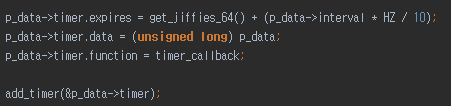 p_data->timer.expires = get_jiffies_64() + (p_data->interval * HZ / 10);
p_data->timer.data = (unsigned long) p_data;
p_data->timer.function = timer_callback;
add_timer(&p_data->timer);